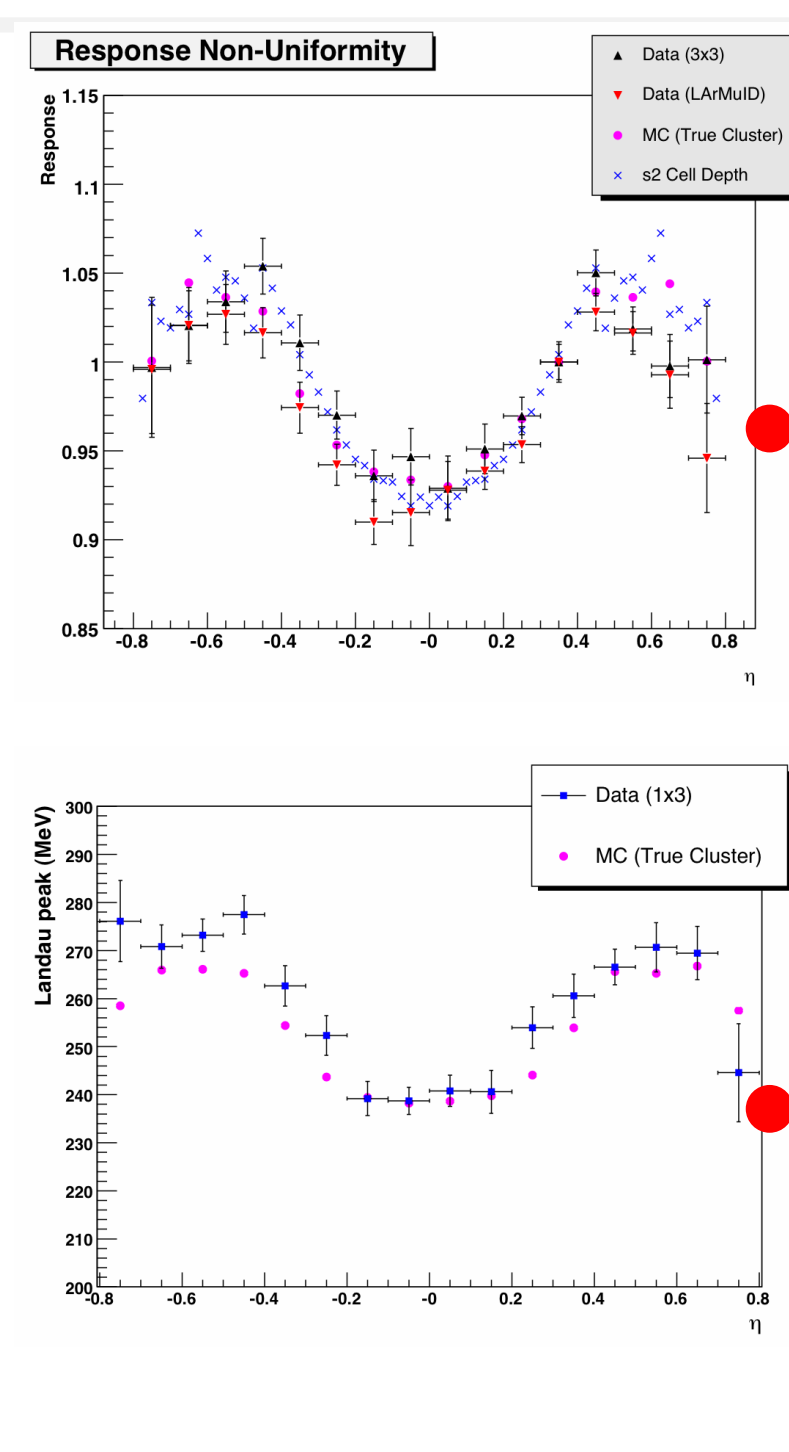 Response Non-Uniformity
Data (3x3)
Data (LArMuID)
MC (True Cluster)
s2 Cell Depth
Response
1.15
1.1
1.05
1
0.95
0.9
0.85
-0.8 -0.6 -0.4 -0.2 -0 0.2 0.4 0.6 0.8
η
Data (1x3)
MC (True Cluster)
Landau peak (MeV)
300
290
280
270
260
250
240
230
220
210
200
-0.8 -0.6 -0.4 -0.2 -0 0.2 0.4 0.6 0.8
η